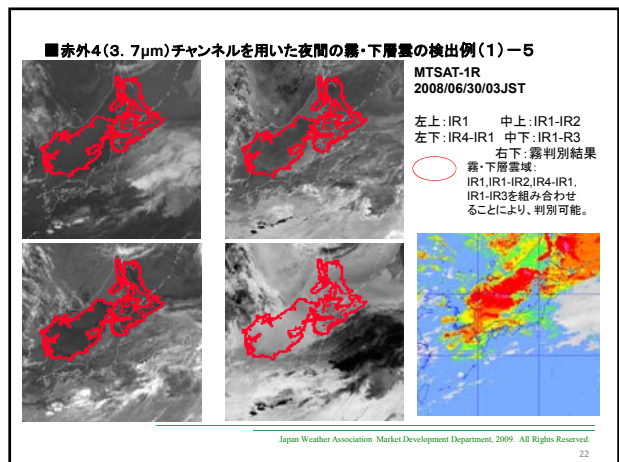 ■赤外4(3. 7μm)チャンネルを用いた夜間の霧・下層雲の検出例(1)-5
MTSAT-1R
2008/06/30/03JST
左上:IR1 中上:IR1-IR2
左下:IR4-IR1 中下:IR1-R3
右下:霧判別結果
霧・下層雲域:
IR1,IR1-IR2,IR4-IR1,
IR1-IR3を組み合わせ
ることにより、判別可能。
Japan Weather Association Market Development Department, 2009. All Rights Reserved.
22